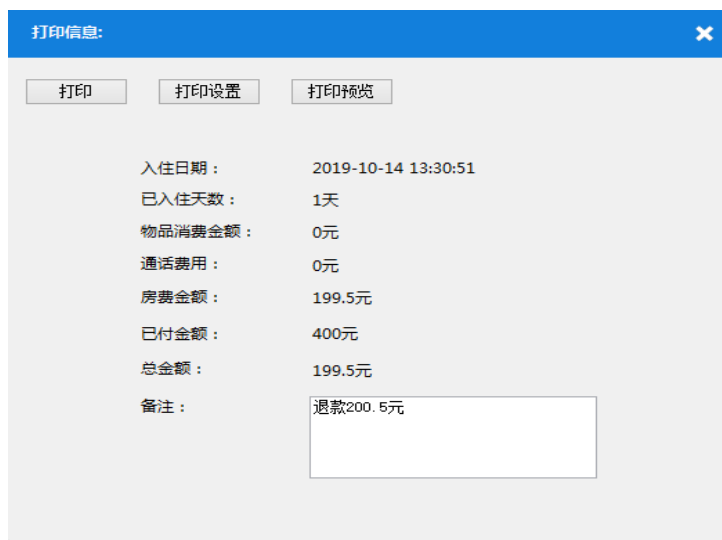 打印信息:
打印 打印设置 打印预览
入住日期： 2019-10-14 13:30:51
已入住天数： 1天
物品消费金额： 0元
通话费用： 0元
房费金额： 199.5元
已付金额： 400元
总金额： 199.5元
备注： 退款200.5元